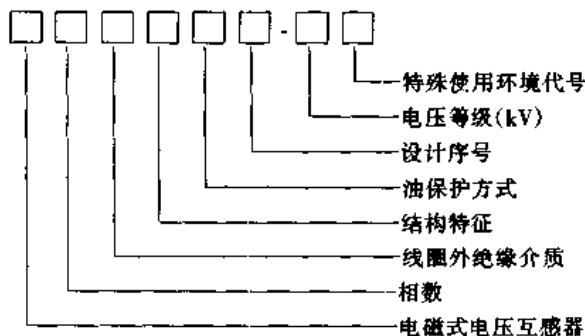 -
特殊使用环境代号
电压等级(kV)
设计序号
油保护方式
结构特征
线圈外绝缘介质
相数
电磁式电压互感器